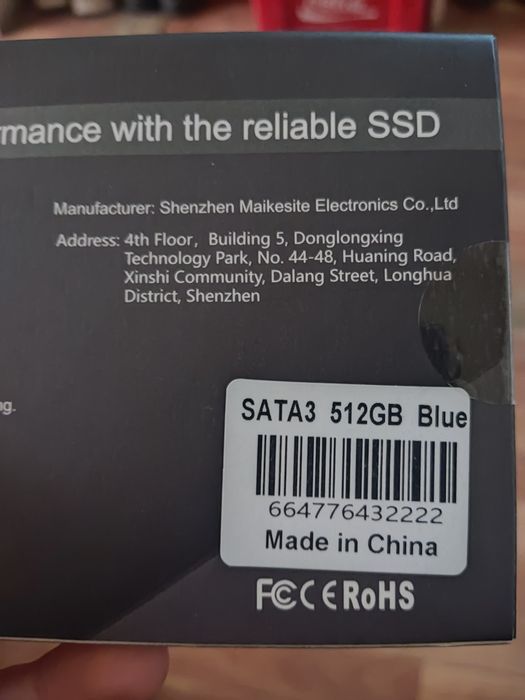 rmance with the reliable SSD
Manufacturer: Shenzhen Maikesite Electronics Co.,Ltd
Address: 4th Floor, Building 5, Donglongxing
Technology Park, No. 44-48, Huaning Road,
Xinshi Community, Dalang Street, Longhua
District, Shenzhen
ng.
SATA3 512GB Blue
664776432222
Made in China
FC CE RoHS